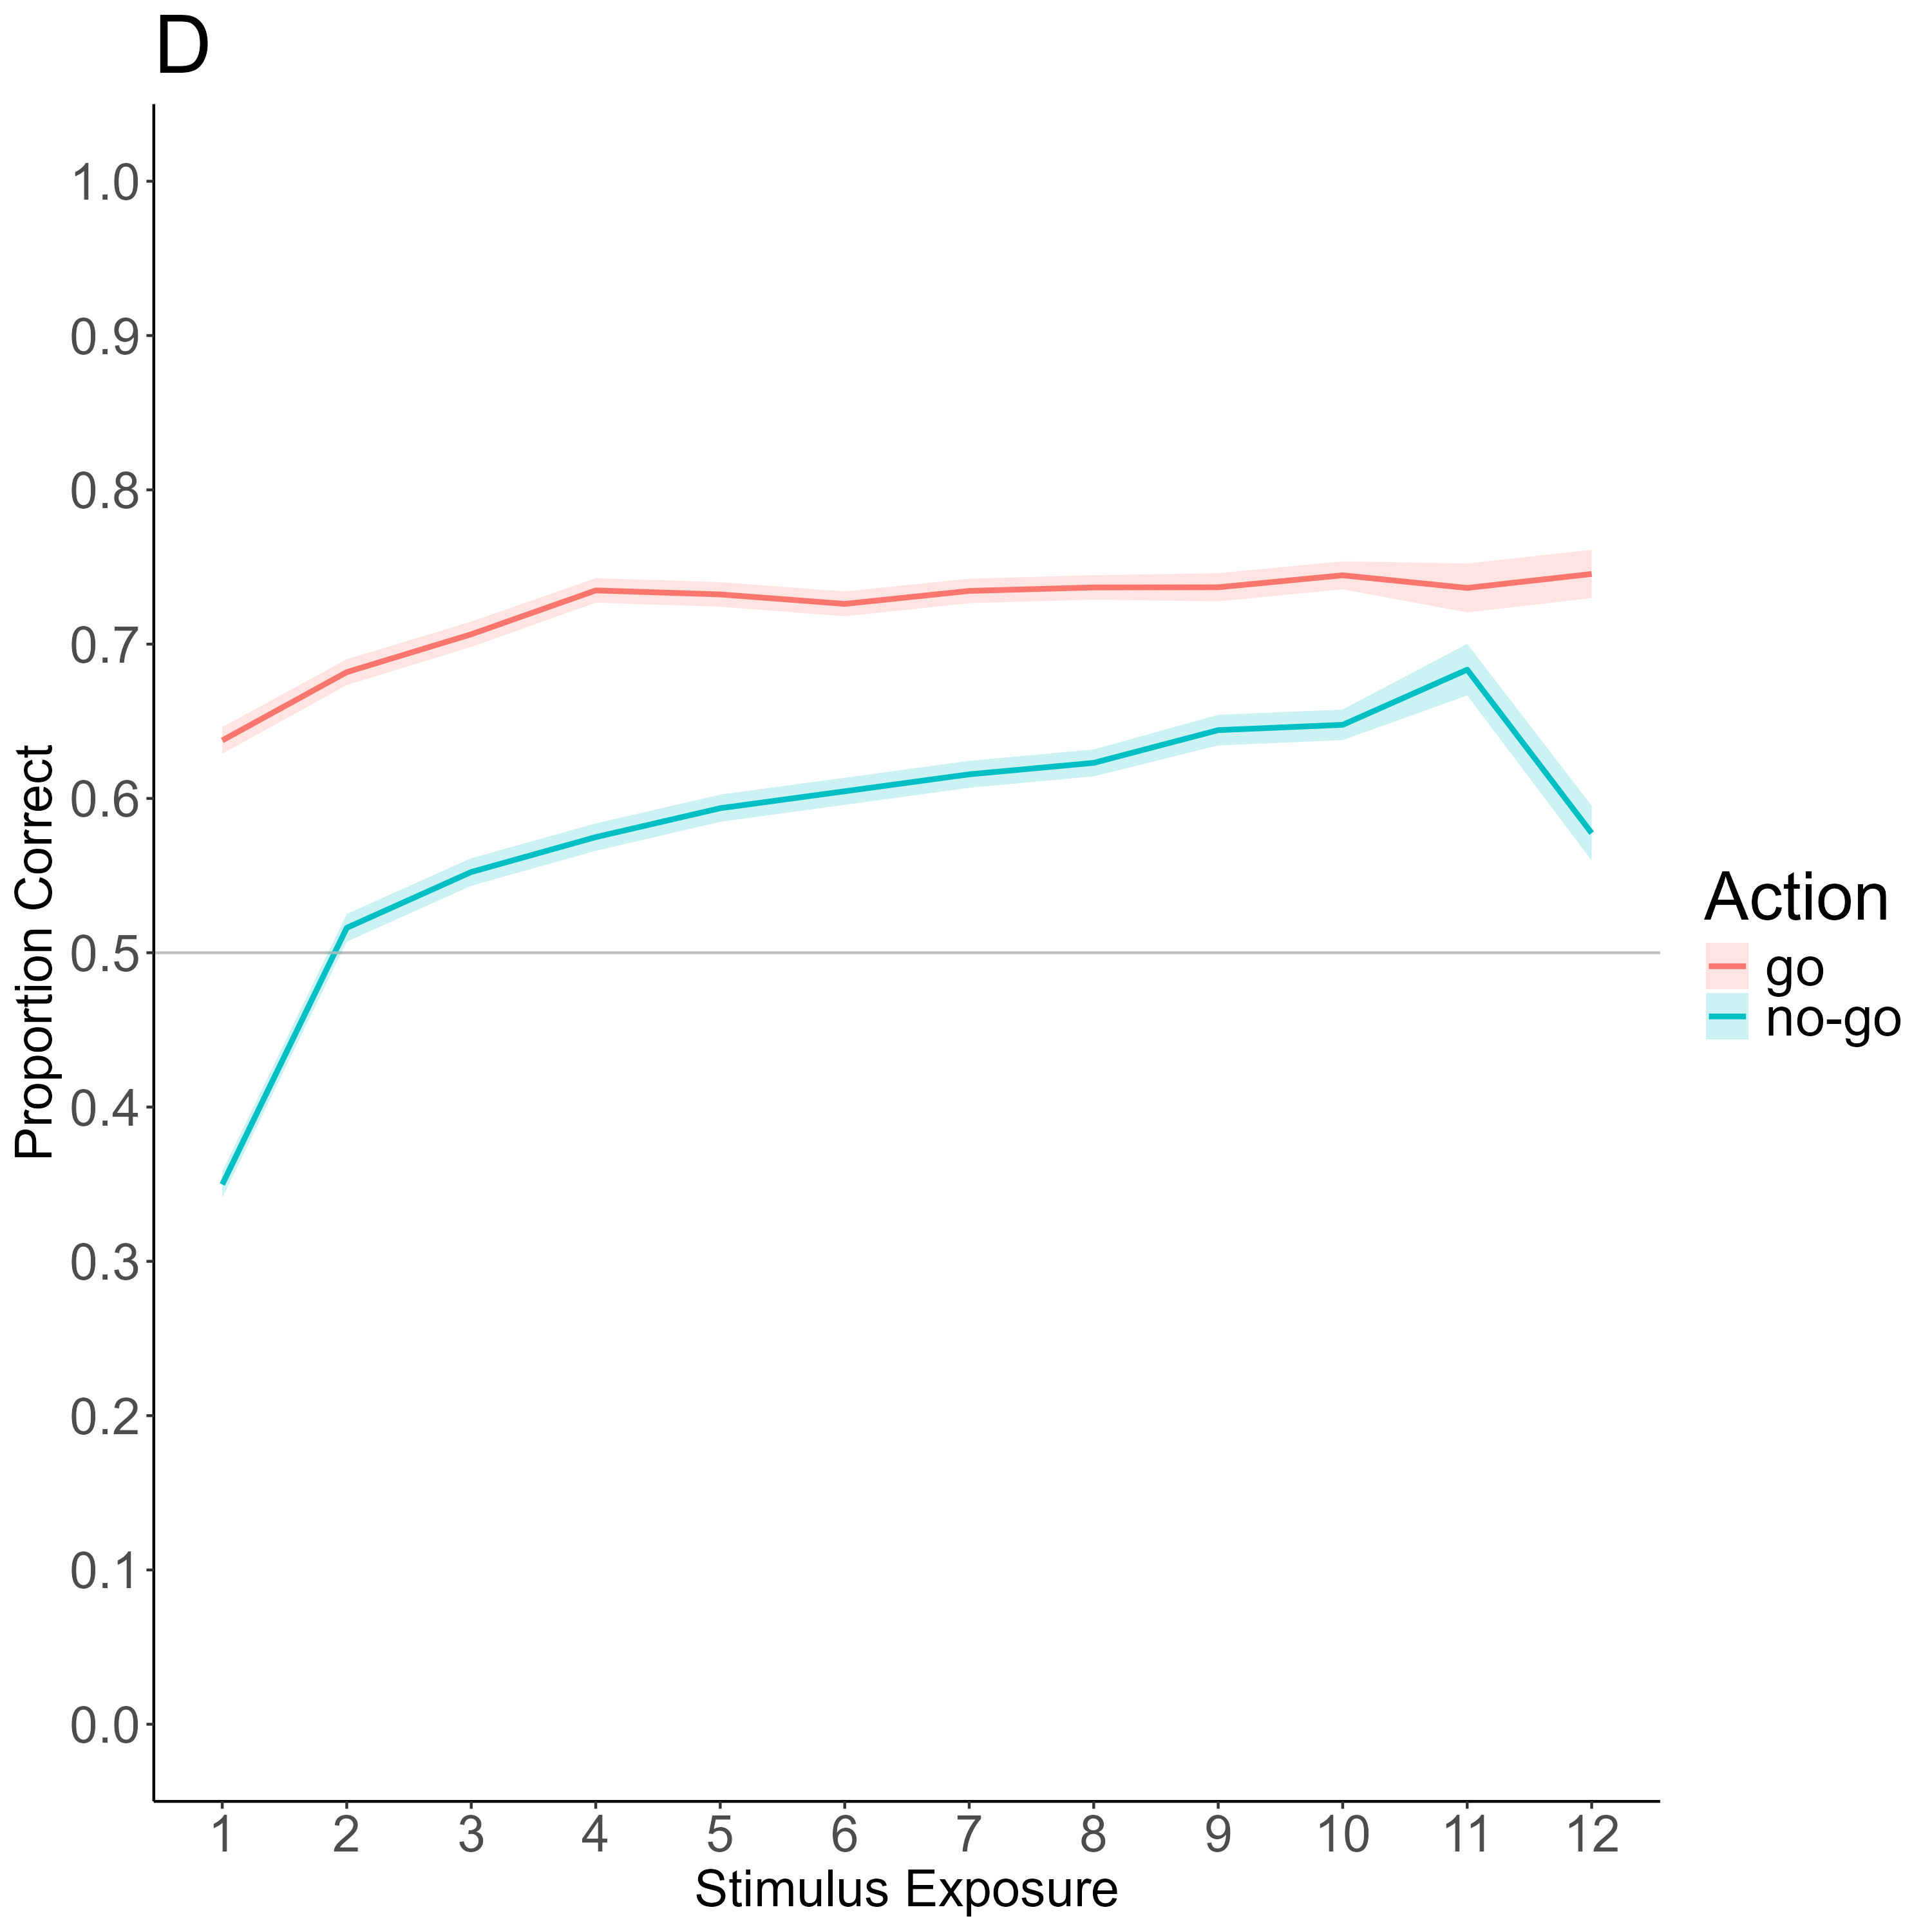 D
1.0
0.9
0.8
0.7
0.6
0.5
0.4
0.3
0.2
0.1
0.0
Proportion Correct
1 2 3 4 5 6 7 8 9 10 11 12
Stimulus Exposure
Action
go
no-go